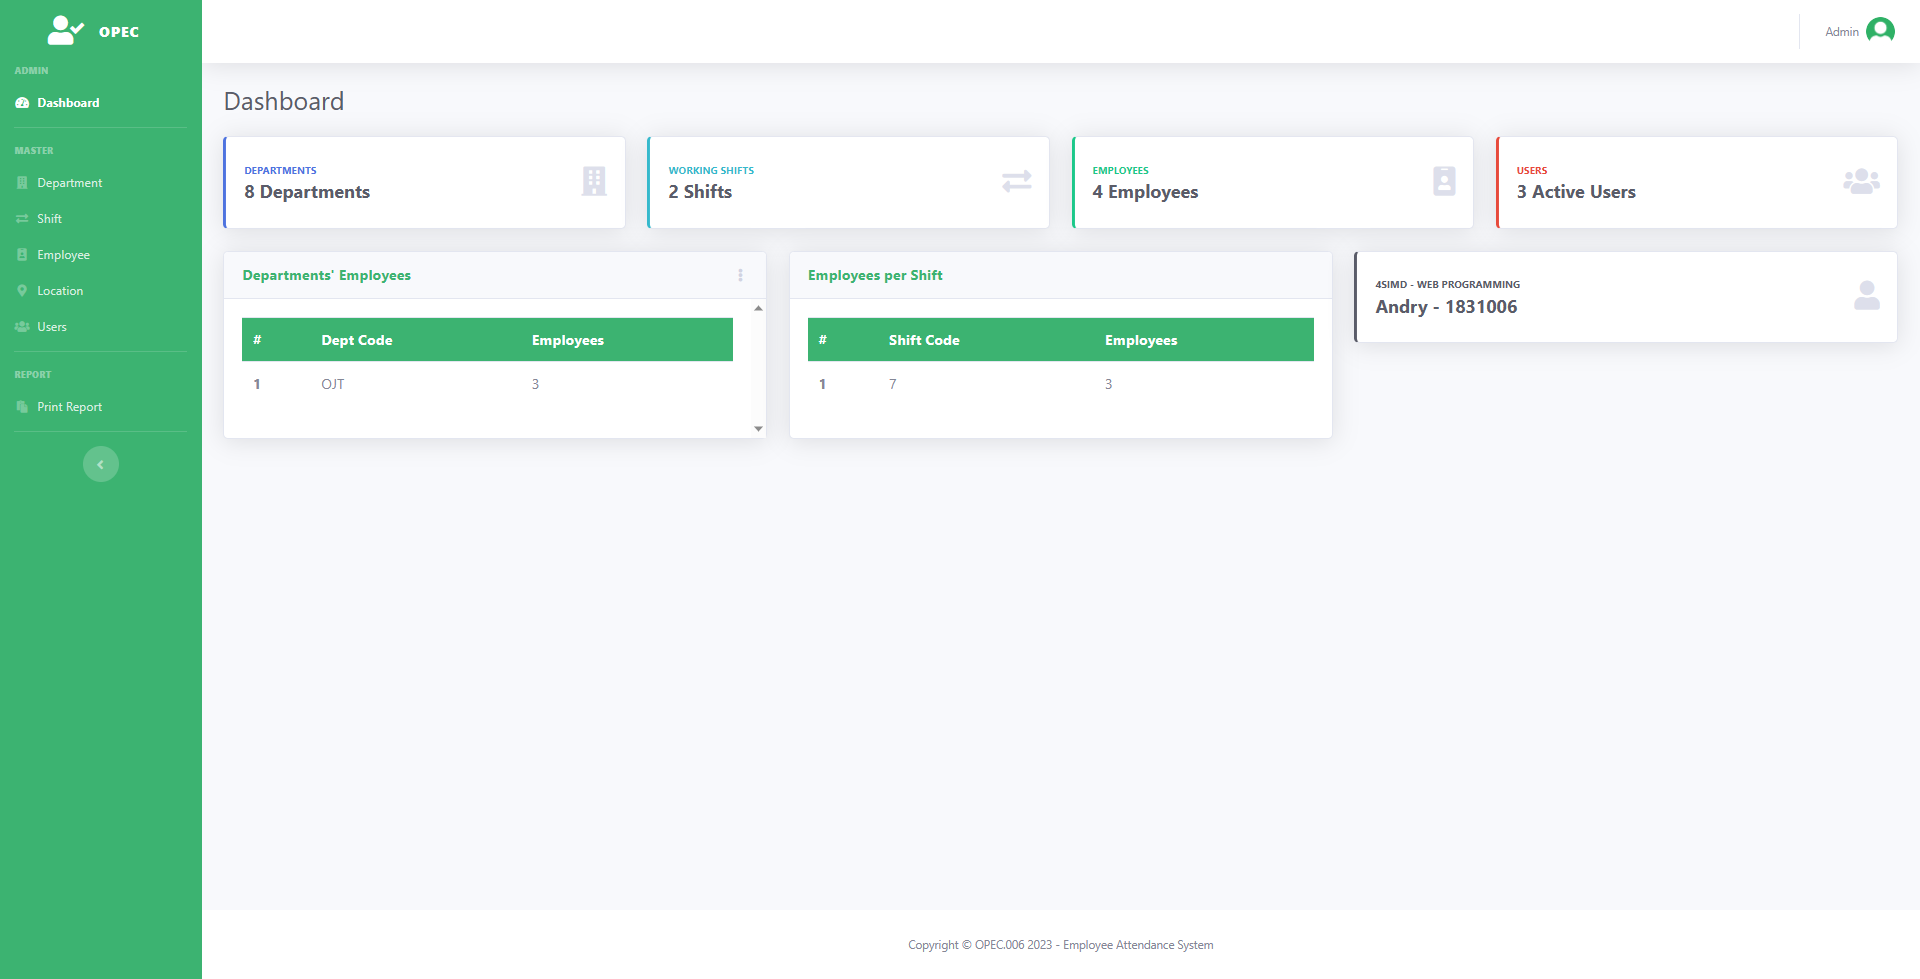 OPEC
Admin
ADMIN
Dashboard
MASTER
Department
Shift
Employee
Location
Users
REPORT
Print Report
Dashboard
DEPARTMENTS
8 Departments
WORKING SHIFTS
2 Shifts
EMPLOYEES
4 Employees
USERS
3 Active Users
Departments' Employees
# Dept Code Employees
1 OJT 3
Employees per Shift
# Shift Code Employees
1 7 3
4SIMD - WEB PROGRAMMING
Andry - 1831006
Copyright © OPEC.006 2023 - Employee Attendance System